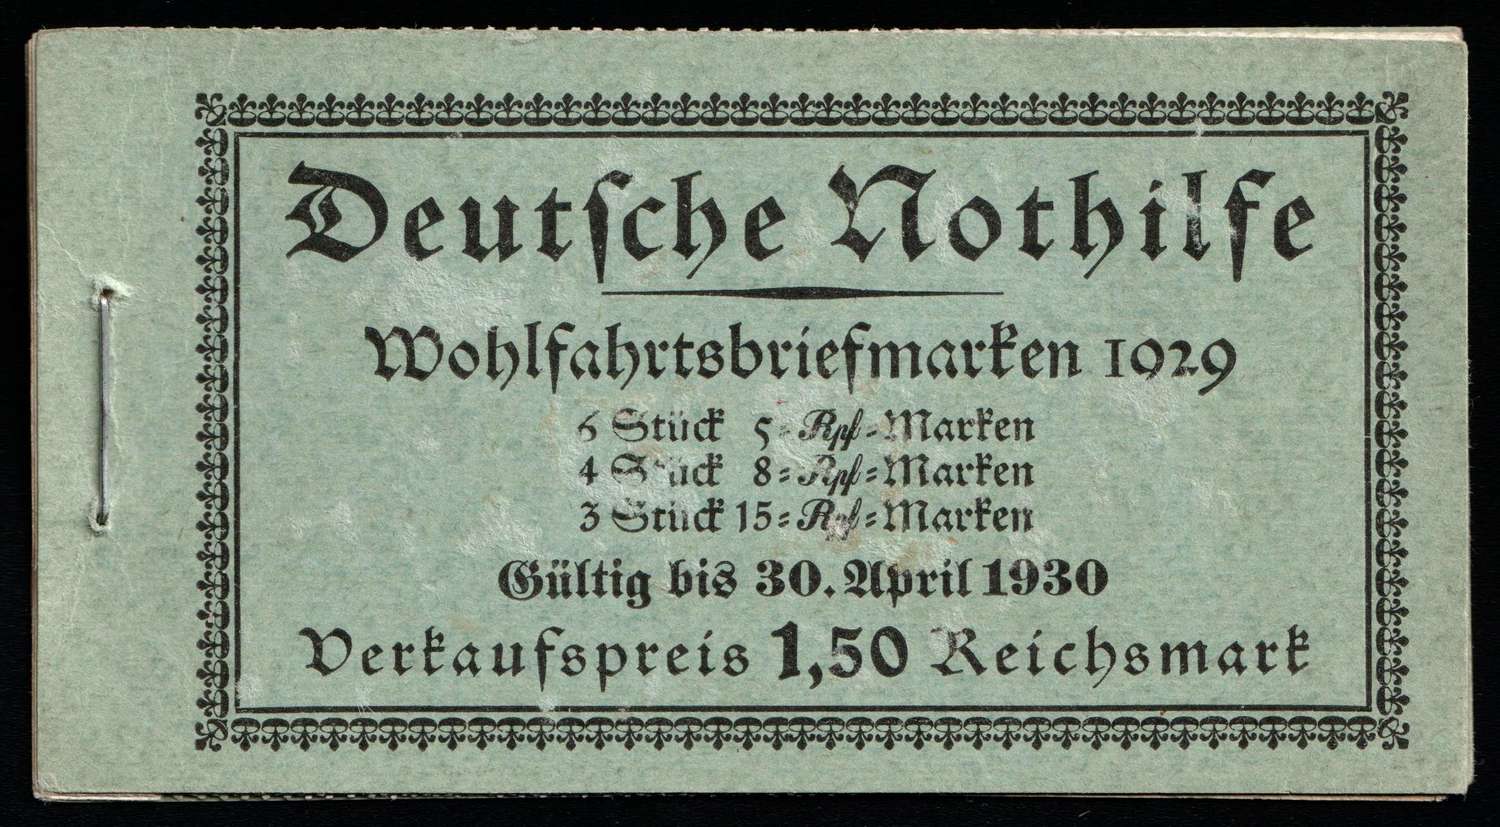 Deutſche Nothilfe
Wohlfahrtsbriefmarken 1929
6 Stück 5=Rpf=Marken
4 Stück 8=Rpf=Marken
3 Stück 15=Rpf=Marken
Gültig bis 30. April 1930
Verkaufspreis 1,50 Reichsmark